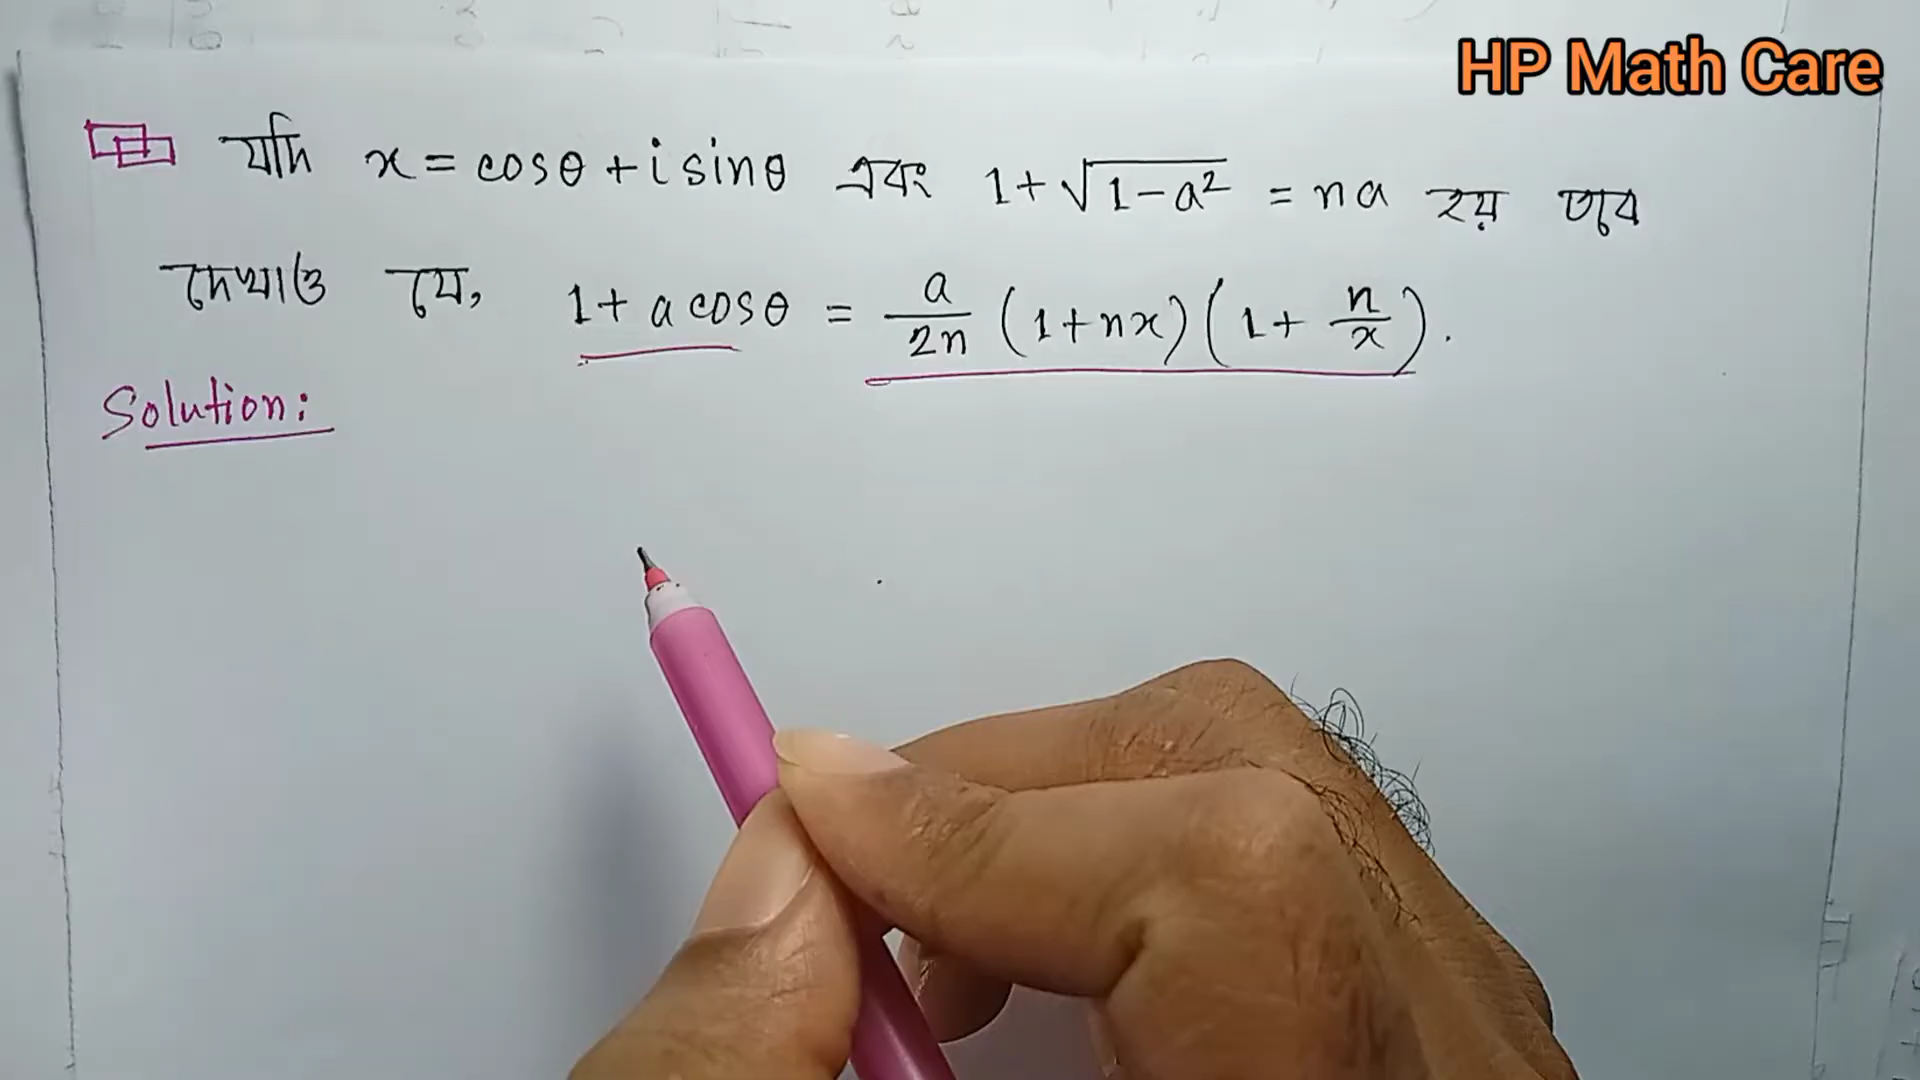 HP Math Care
যদি x = cosθ + i sinθ এবং 1 + √(1 - a²) = na হয় তবে
দেখাও যে, 1 + a cosθ = a/2n (1 + nx)(1 + n/x).
Solution: